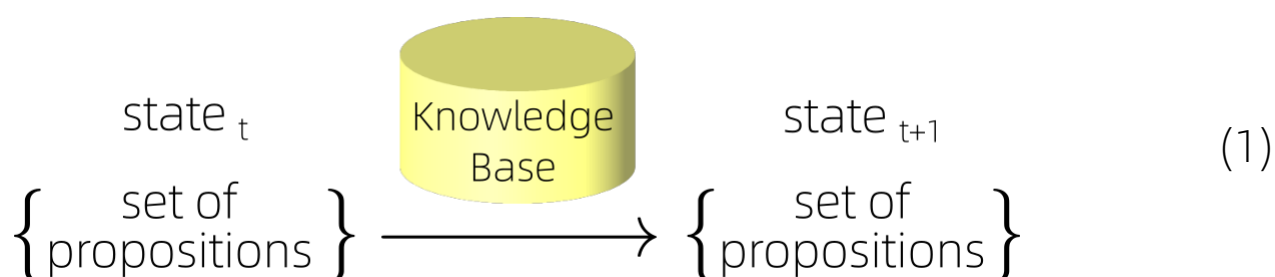 state t
Knowledge
Base
state t+1
(1)
{ set of
propositions }
{ set of
propositions }